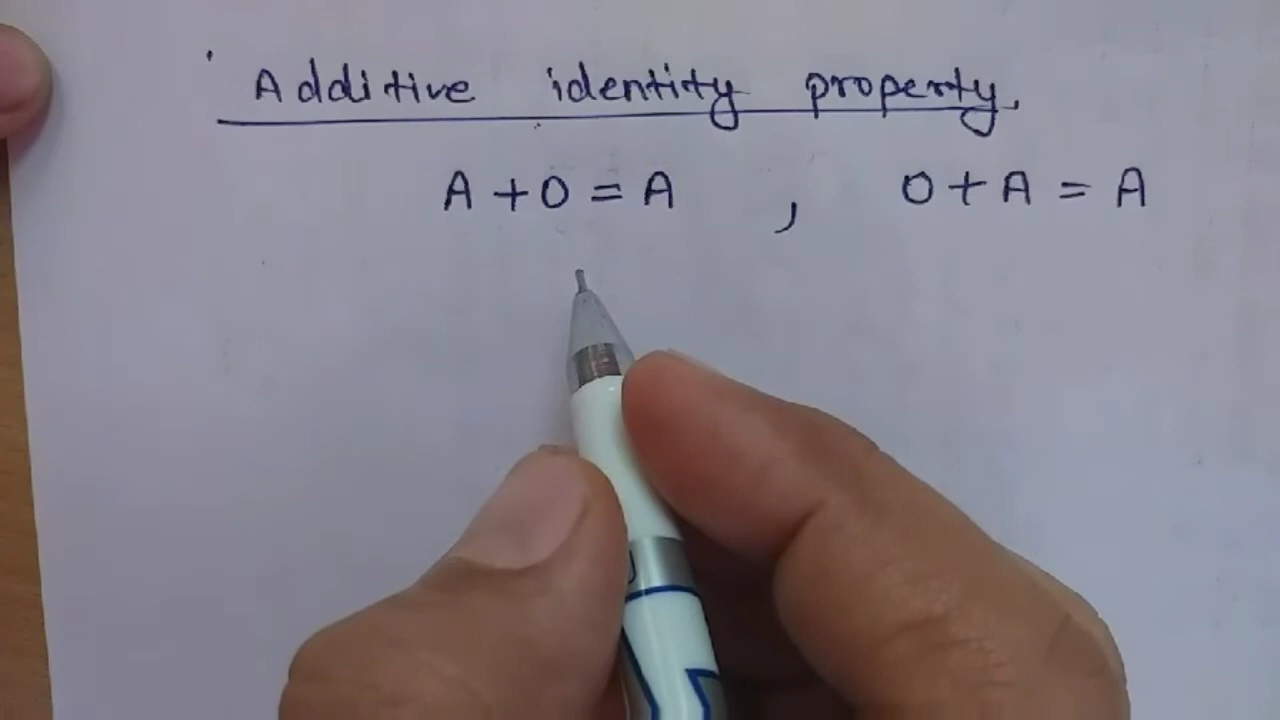 Additive identity property.
A + 0 = A , 0 + A = A